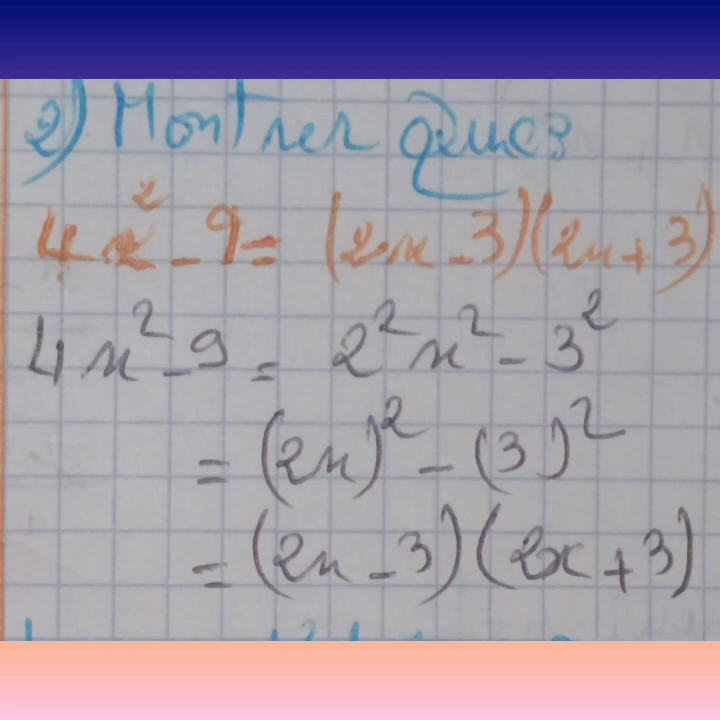 2) Montrer que:
4x² - 9 = (2x - 3)(2x + 3)
4x² - 9 = 2²x² - 3²
= (2x)² - (3)²
= (2x - 3)(2x + 3)